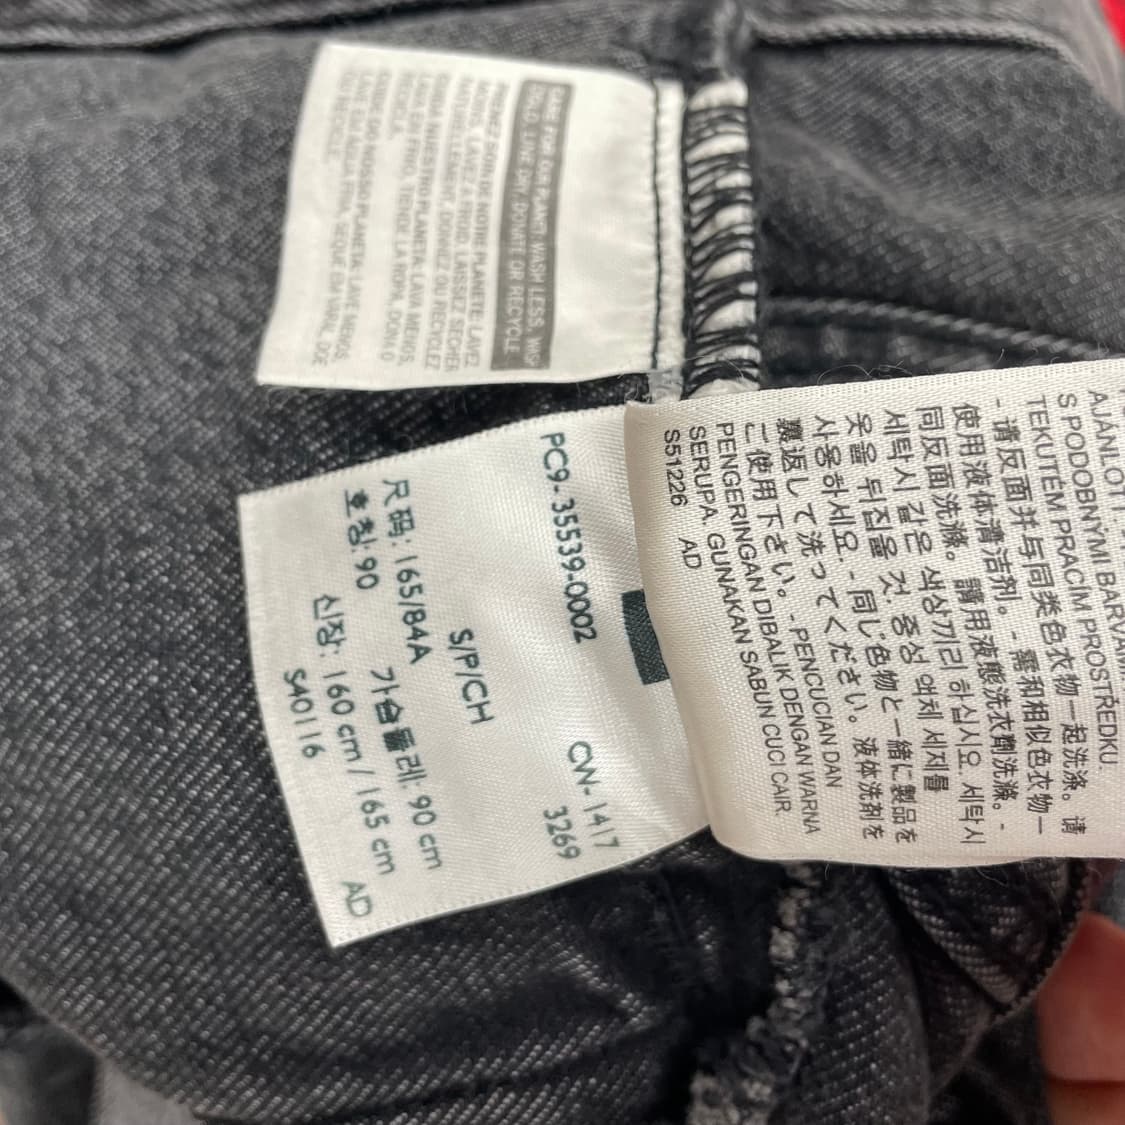 CARE FOR OUR PLANET: WASH LESS, WASH
COLD, LINE DRY, DONATE OR RECYCLE.
PRENEZ SOIN DE NOTRE PLANÈTE: LAVEZ
MOINS, LAVEZ À FROID, LAISSEZ SÉCHER
NATURELLEMENT, DONNEZ OU RECYCLEZ.
CUIDA NUESTRO PLANETA: LAVA MENOS,
LAVA EN FRÍO, TIENDE LA ROPA, DONA O
RECICLA.
CUIDE DO NOSSO PLANETA: LAVE MENOS,
LAVE EM ÁGUA FRIA, SEQUE EM VARAL, DOE
OU RECICLE.
PC9-35539-0002 CW-1417
3269
S/P/CH
尺码: 165/84A 가슴둘레: 90 cm
호칭: 90 신장: 160 cm / 165 cm
S40116 AD
AJÁNLOTT.
S PODOBNÝMI BARVAMI.
TEKUTÉM PRACÍM PROSTŘEDKU.
- 请反面并与同类色衣物一起洗涤。请
使用液体清洁剂。- 需和相似色衣物一
同反面洗滌。請用液態洗衣劑洗滌。-
세탁시 같은 색상끼리 하십시요. 세탁시
옷을 뒤집을 것. 중성 액체 세제를
사용하세요. - 同じ色物と一緒に製品を
裏返して洗ってください。液体洗剤を
ご使用下さい。- PENCUCIAN DAN
PENGERINGAN DIBALIK DENGAN WARNA
SERUPA. GUNAKAN SABUN CUCI CAIR.
S51226 AD